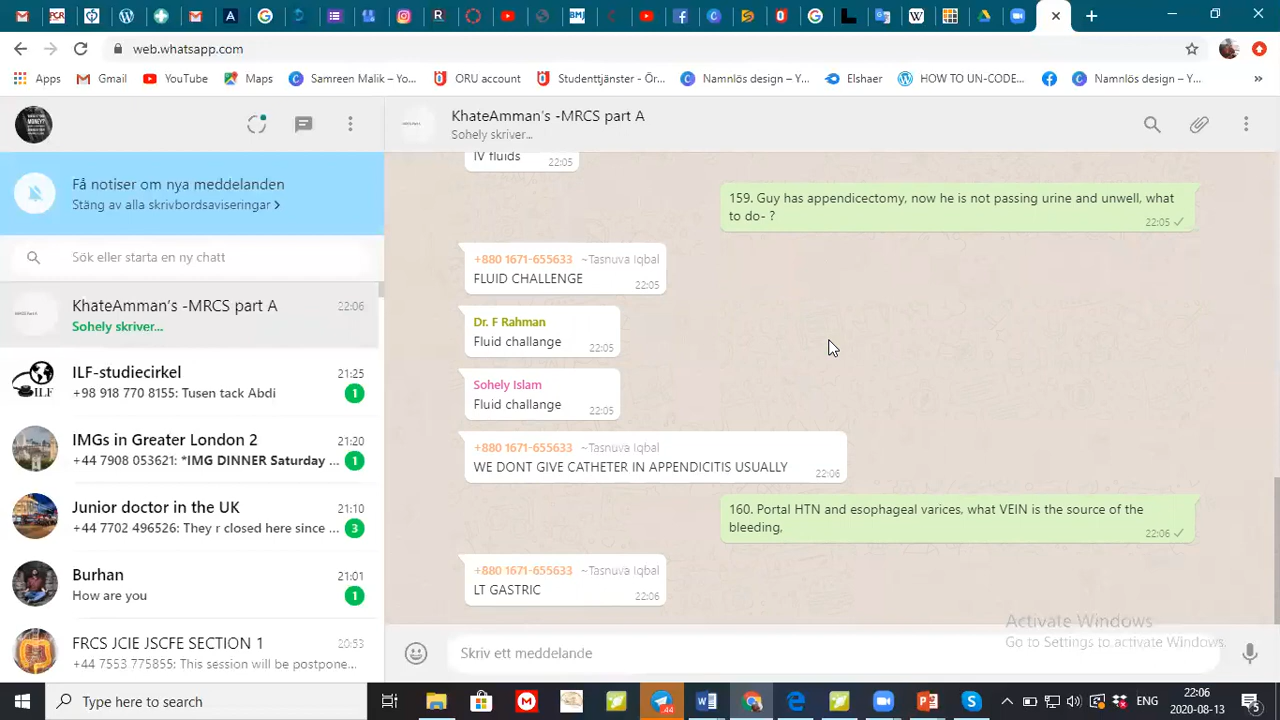 web.whatsapp.com
Apps
Gmail
YouTube
Maps
Samreen Malik – Yo...
ORU account
Studenttjänster - Ör...
Namnlös design – Y...
Elshaer
HOW TO UN-CODE...
Namnlös design – Y...
»
KhateAmman's -MRCS part A
Sohely skriver...
Få notiser om nya meddelanden
Stäng av alla skrivbordsaviseringar >
Sök eller starta en ny chatt
KhateAmman's -MRCS part A 22:06
Sohely skriver...
ILF-studiecirkel 21:25
+98 918 770 8155: Tusen tack Abdi 1
IMGs in Greater London 2 21:20
+44 7908 053621: *IMG DINNER Saturday ... 1
Junior doctor in the UK 21:10
+44 7702 496526: They r closed here since ... 3
Burhan 21:01
How are you 1
FRCS JCIE JSCFE SECTION 1 20:53
+44 7553 775855: This session will be postpone...
IV fluids 22:05
159. Guy has appendicectomy, now he is not passing urine and unwell, what
to do- ? 22:05
+880 1671-655633 ~Tasnuva Iqbal
FLUID CHALLENGE 22:05
Dr. F Rahman
Fluid challange 22:05
Sohely Islam
Fluid challange 22:05
+880 1671-655633 ~Tasnuva Iqbal
WE DONT GIVE CATHETER IN APPENDICITIS USUALLY 22:06
160. Portal HTN and esophageal varices, what VEIN is the source of the
bleeding, 22:06
+880 1671-655633 ~Tasnuva Iqbal
LT GASTRIC 22:06
Skriv ett meddelande
Activate Windows
Go to Settings to activate Windows.
Type here to search
44
ENG
22:06
2020-08-13
5